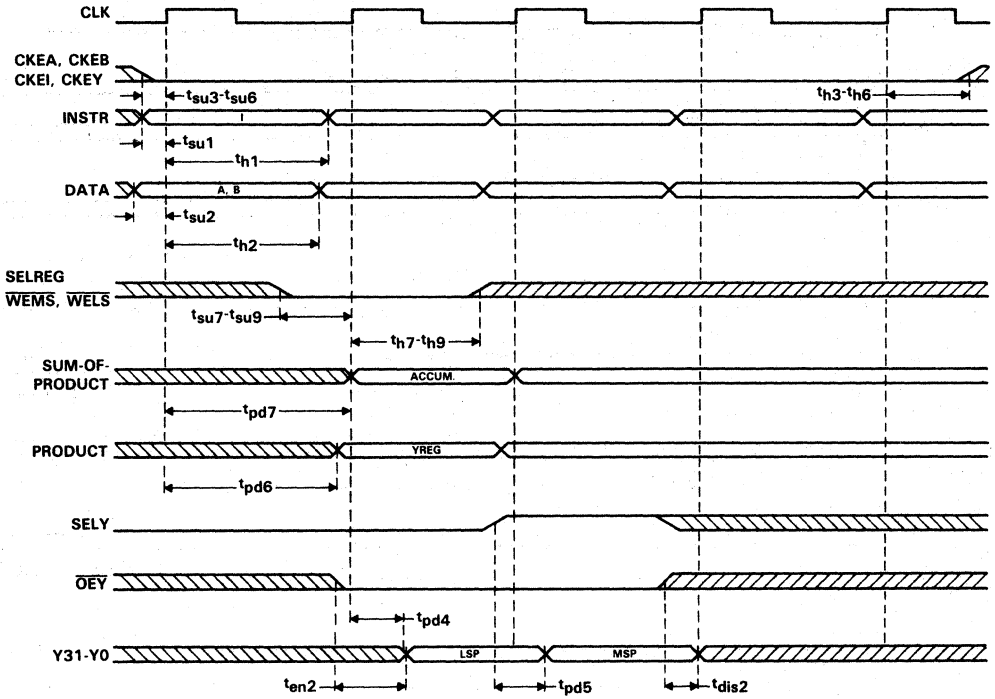 CLK
CKEA, CKEB
CKEI, CKEY
tsu3-tsu6
th3-th6
INSTR
tsu1
th1
DATA
A, B
tsu2
th2
SELREG
WEMS, WELS
tsu7-tsu9
th7-th9
SUM-OF-
PRODUCT
ACCUM.
tpd7
PRODUCT
YREG
tpd6
SELY
OEY
tpd4
Y31-Y0
LSP
MSP
ten2
tpd5
tdis2